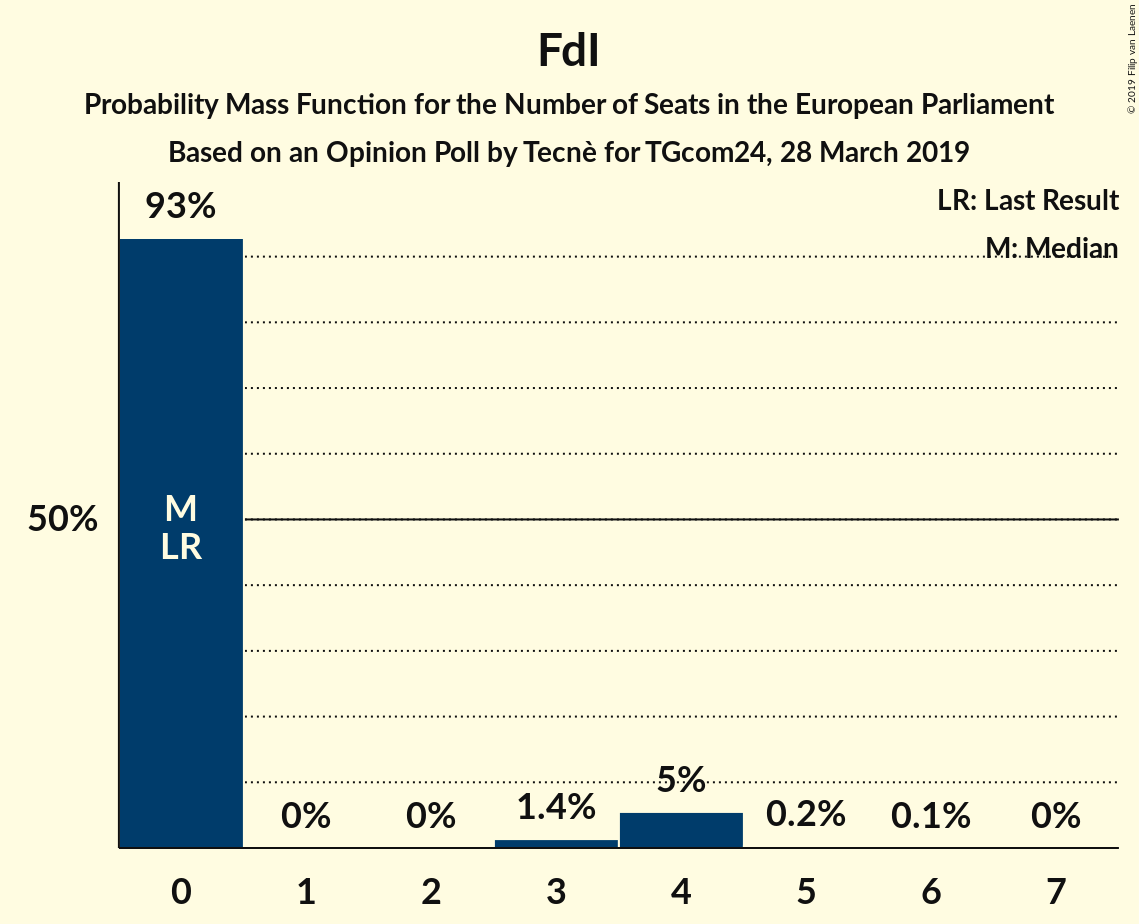 FdI
Probability Mass Function for the Number of Seats in the European Parliament
Based on an Opinion Poll by Tecnè for TGcom24, 28 March 2019
© 2019 Filip van Laenen
LR: Last Result
M: Median
93%
50%
M
LR
0%
0%
1.4%
5%
0.2%
0.1%
0%
0
1
2
3
4
5
6
7